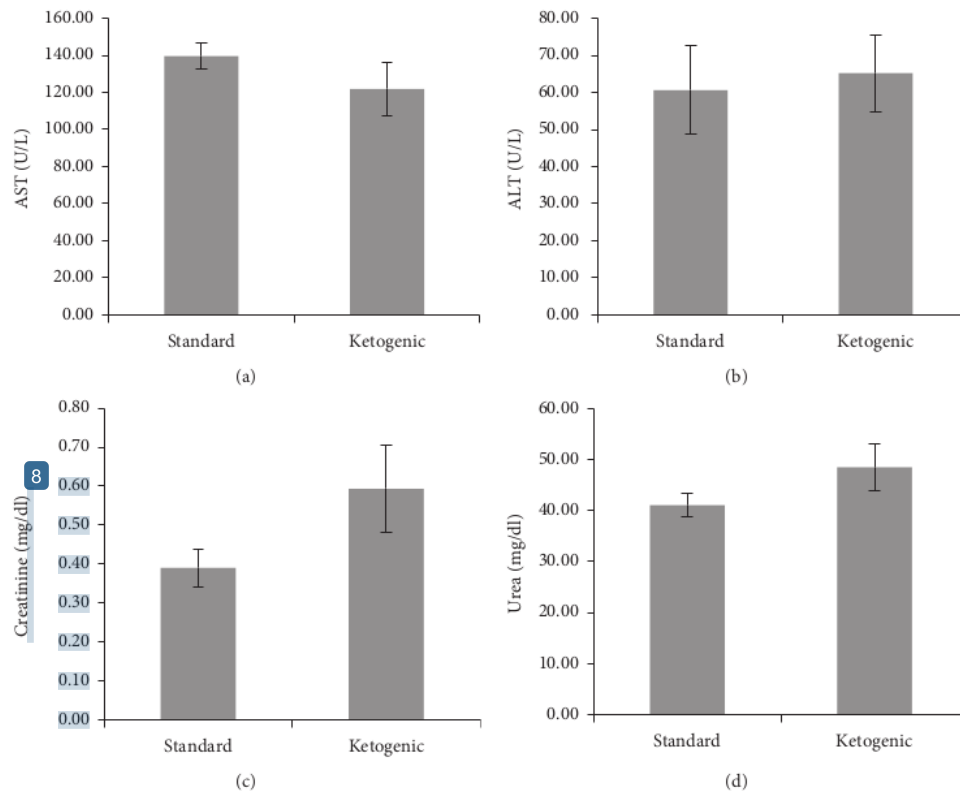 160.00
140.00
120.00
100.00
80.00
60.00
40.00
20.00
0.00
AST (U/L)
Standard Ketogenic
(a)
80.00
70.00
60.00
50.00
40.00
30.00
20.00
10.00
0.00
ALT (U/L)
Standard Ketogenic
(b)
0.80
0.70
0.60
0.50
0.40
0.30
0.20
0.10
0.00
8
Creatinine (mg/dl)
Standard Ketogenic
(c)
60.00
50.00
40.00
30.00
20.00
10.00
0.00
Urea (mg/dl)
Standard Ketogenic
(d)